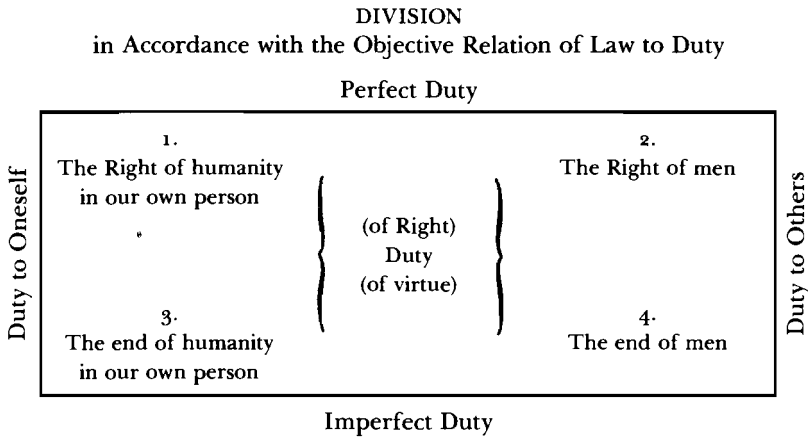 DIVISION
in Accordance with the Objective Relation of Law to Duty
Perfect Duty
Duty to Oneself
1.
The Right of humanity
in our own person
2.
The Right of men
(of Right)
Duty
(of virtue)
3.
The end of humanity
in our own person
4.
The end of men
Duty to Others
Imperfect Duty